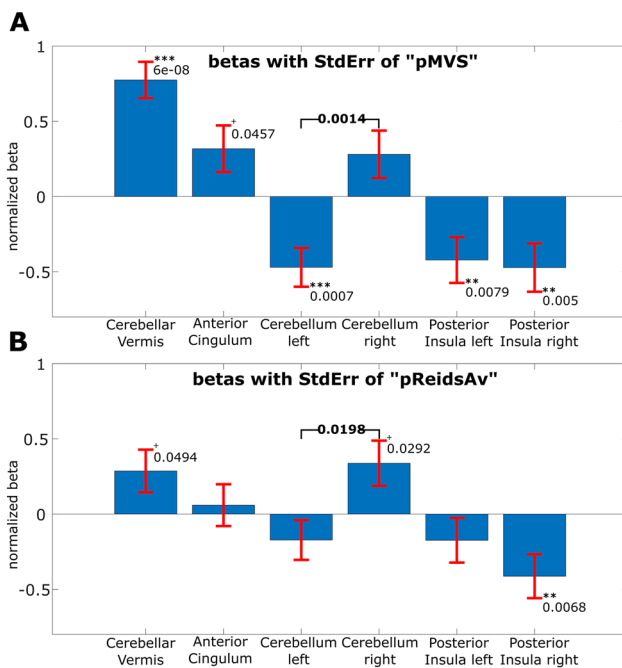 A
betas with StdErr of "pMVS"
normalized beta
1
0.5
0
-0.5
***
6e-08
+
0.0457
***
0.0007
0.0014
**
0.0079
**
0.005
Cerebellar
Vermis
Anterior
Cingulum
Cerebellum
left
Cerebellum
right
Posterior
Insula left
Posterior
Insula right
B
betas with StdErr of "pReidsAv"
normalized beta
1
0.5
0
-0.5
+
0.0494
0.0198
+
0.0292
**
0.0068
Cerebellar
Vermis
Anterior
Cingulum
Cerebellum
left
Cerebellum
right
Posterior
Insula left
Posterior
Insula right